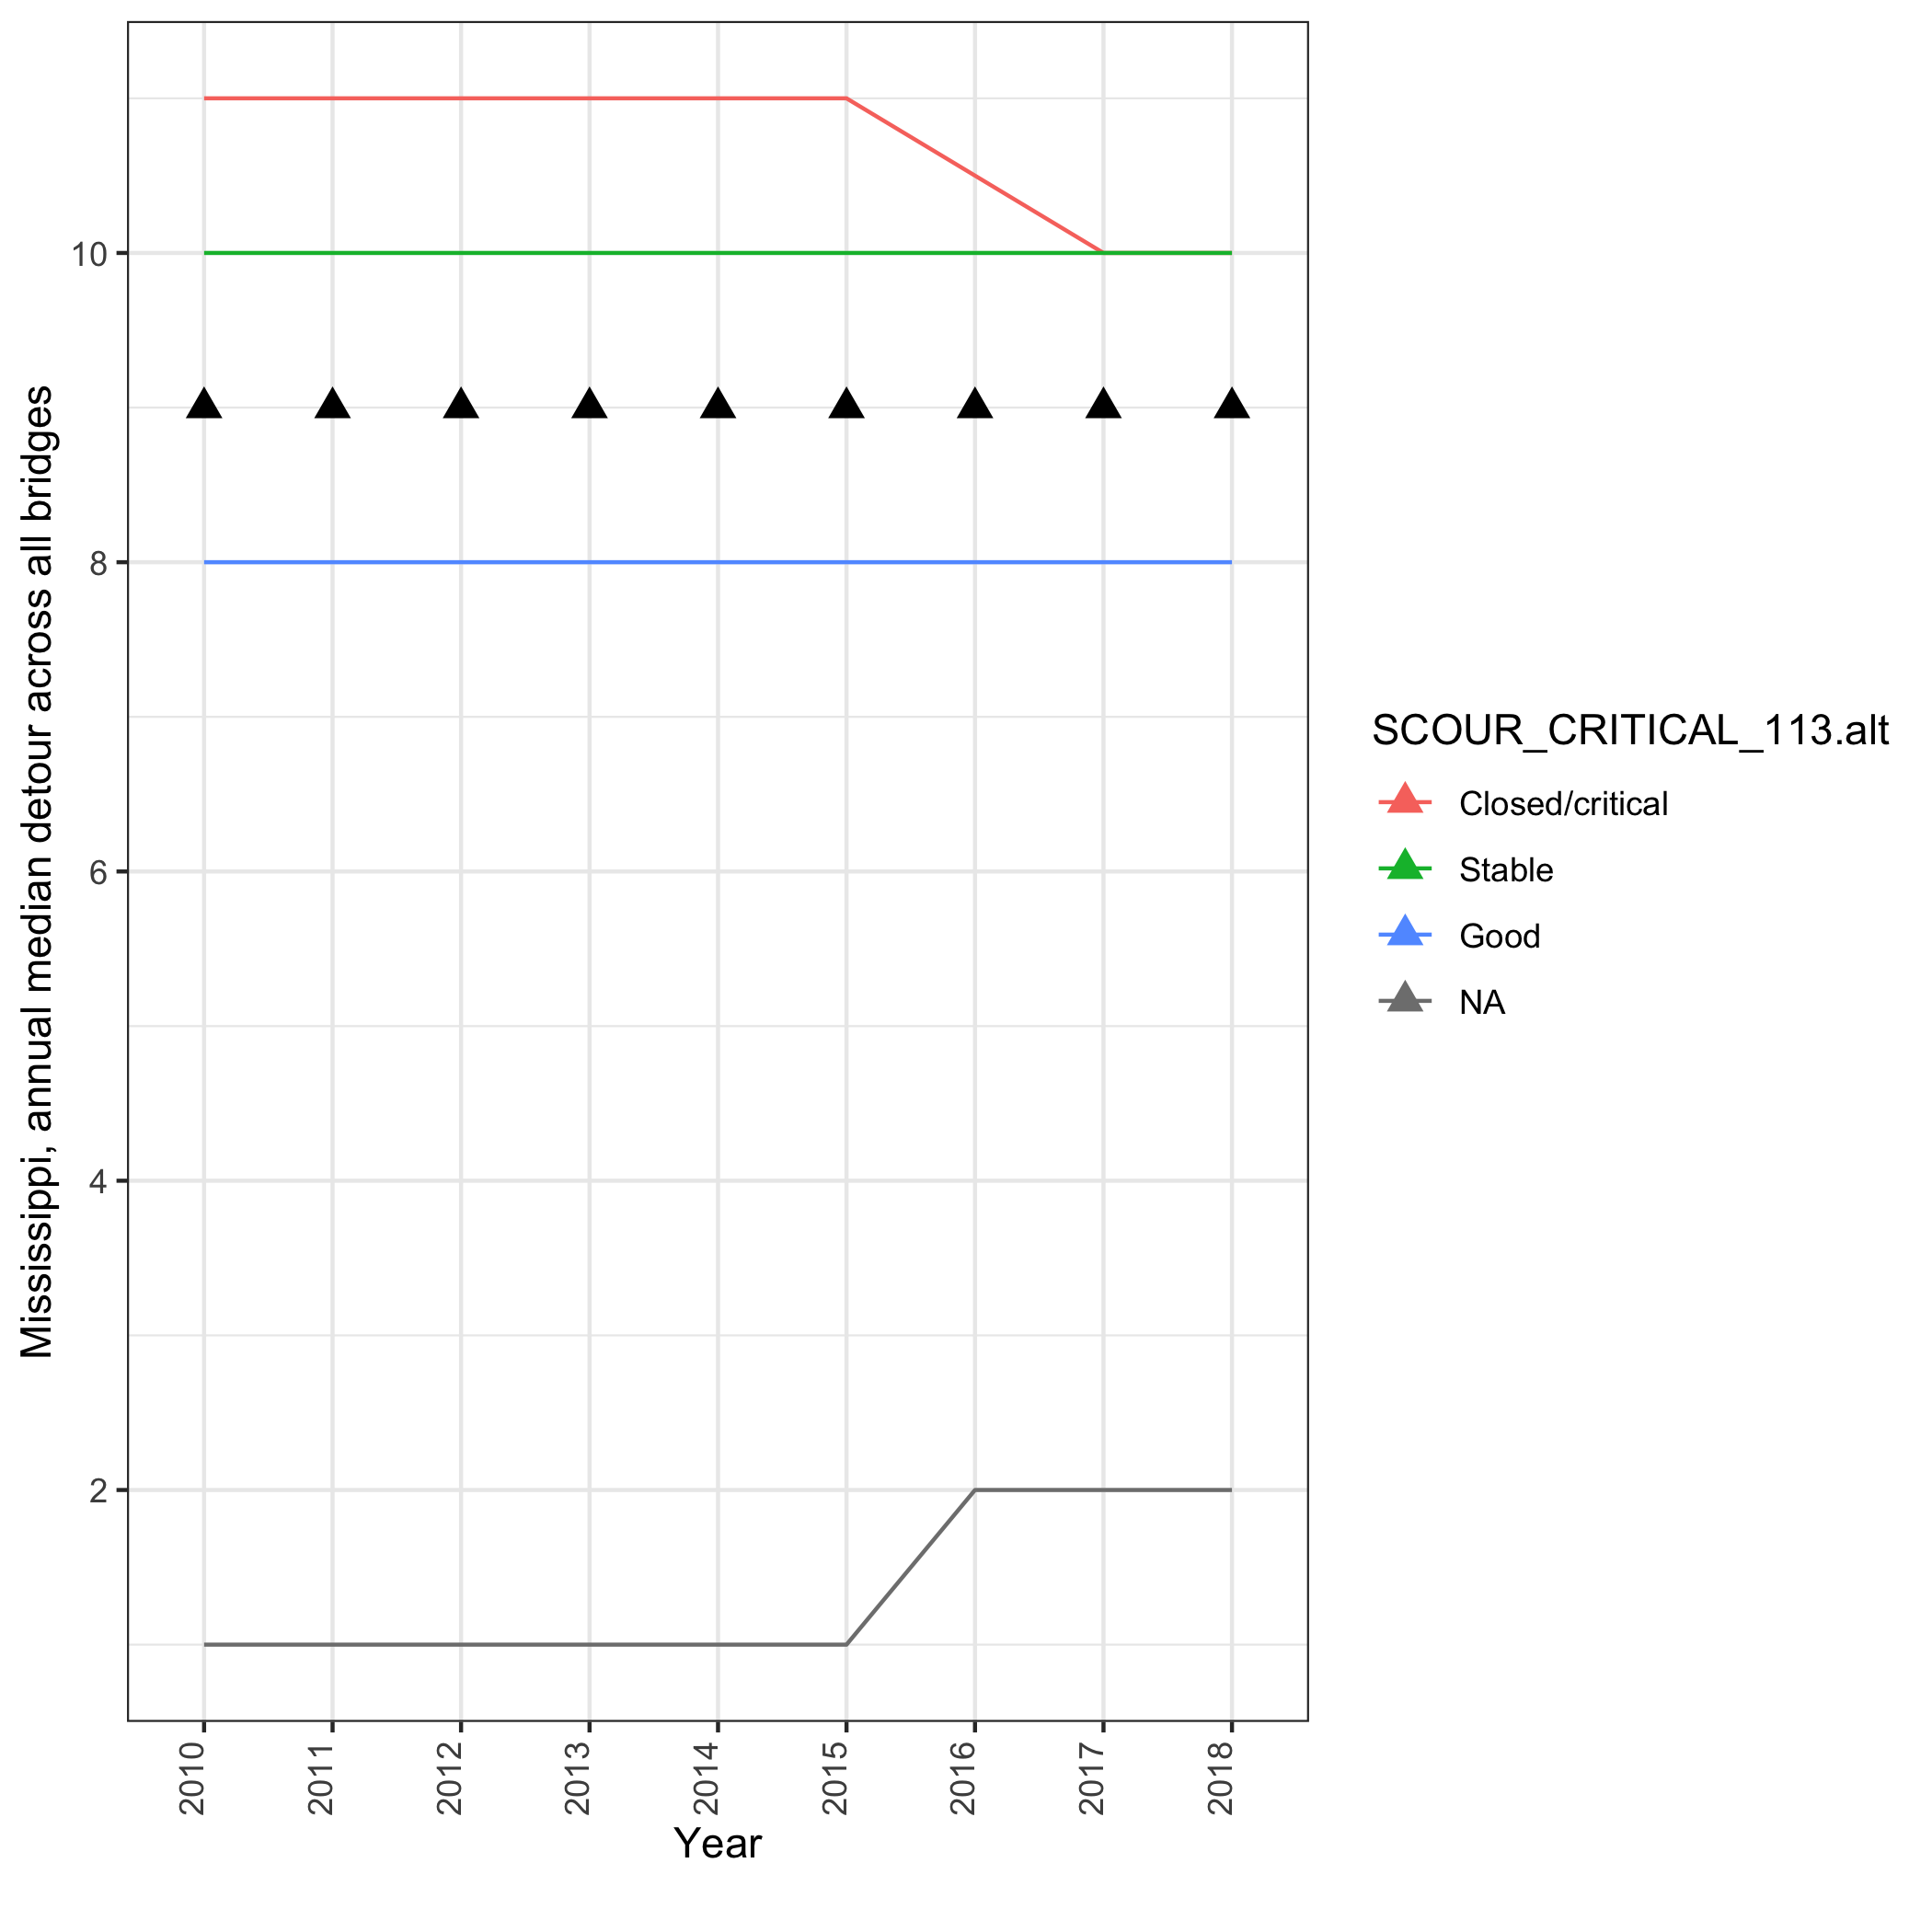 Mississippi, annual median detour across all bridges
10
8
6
4
2
2010
2011
2012
2013
2014
2015
2016
2017
2018
Year
SCOUR_CRITICAL_113.alt
Closed/critical
Stable
Good
NA